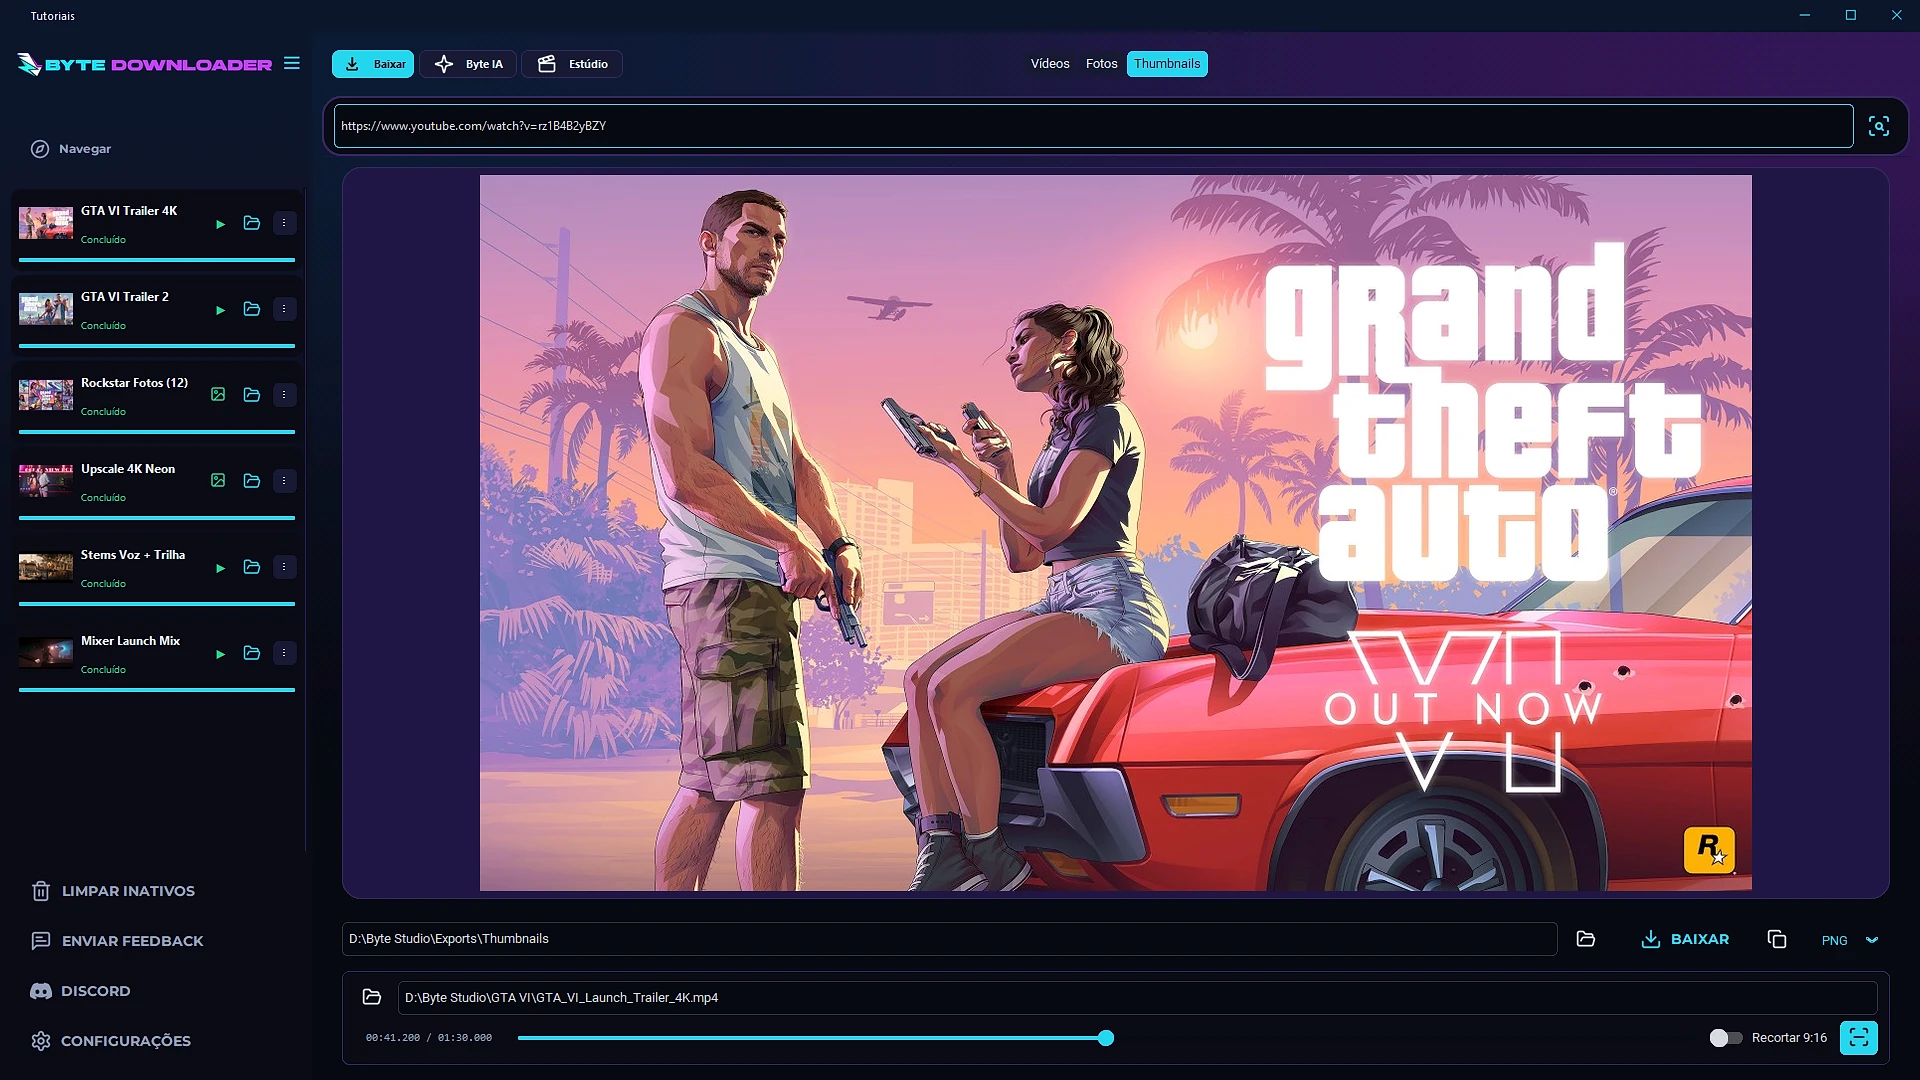 Tutoriais
BYTE DOWNLOADER
Baixar
Byte IA
Estúdio
Vídeos
Fotos
Thumbnails
https://www.youtube.com/watch?v=rz1B4B2yBZY
Navegar
GTA VI Trailer 4K
Concluído
GTA VI Trailer 2
Concluído
Rockstar Fotos (12)
Concluído
Upscale 4K Neon
Concluído
Stems Voz + Trilha
Concluído
Mixer Launch Mix
Concluído
LIMPAR INATIVOS
ENVIAR FEEDBACK
DISCORD
CONFIGURAÇÕES
grand
theft
auto®
VI
OUT NOW
R
D:\Byte Studio\Exports\Thumbnails
BAIXAR
PNG
D:\Byte Studio\GTA VI\GTA_VI_Launch_Trailer_4K.mp4
00:41.200 / 01:30.000
Recortar 9:16